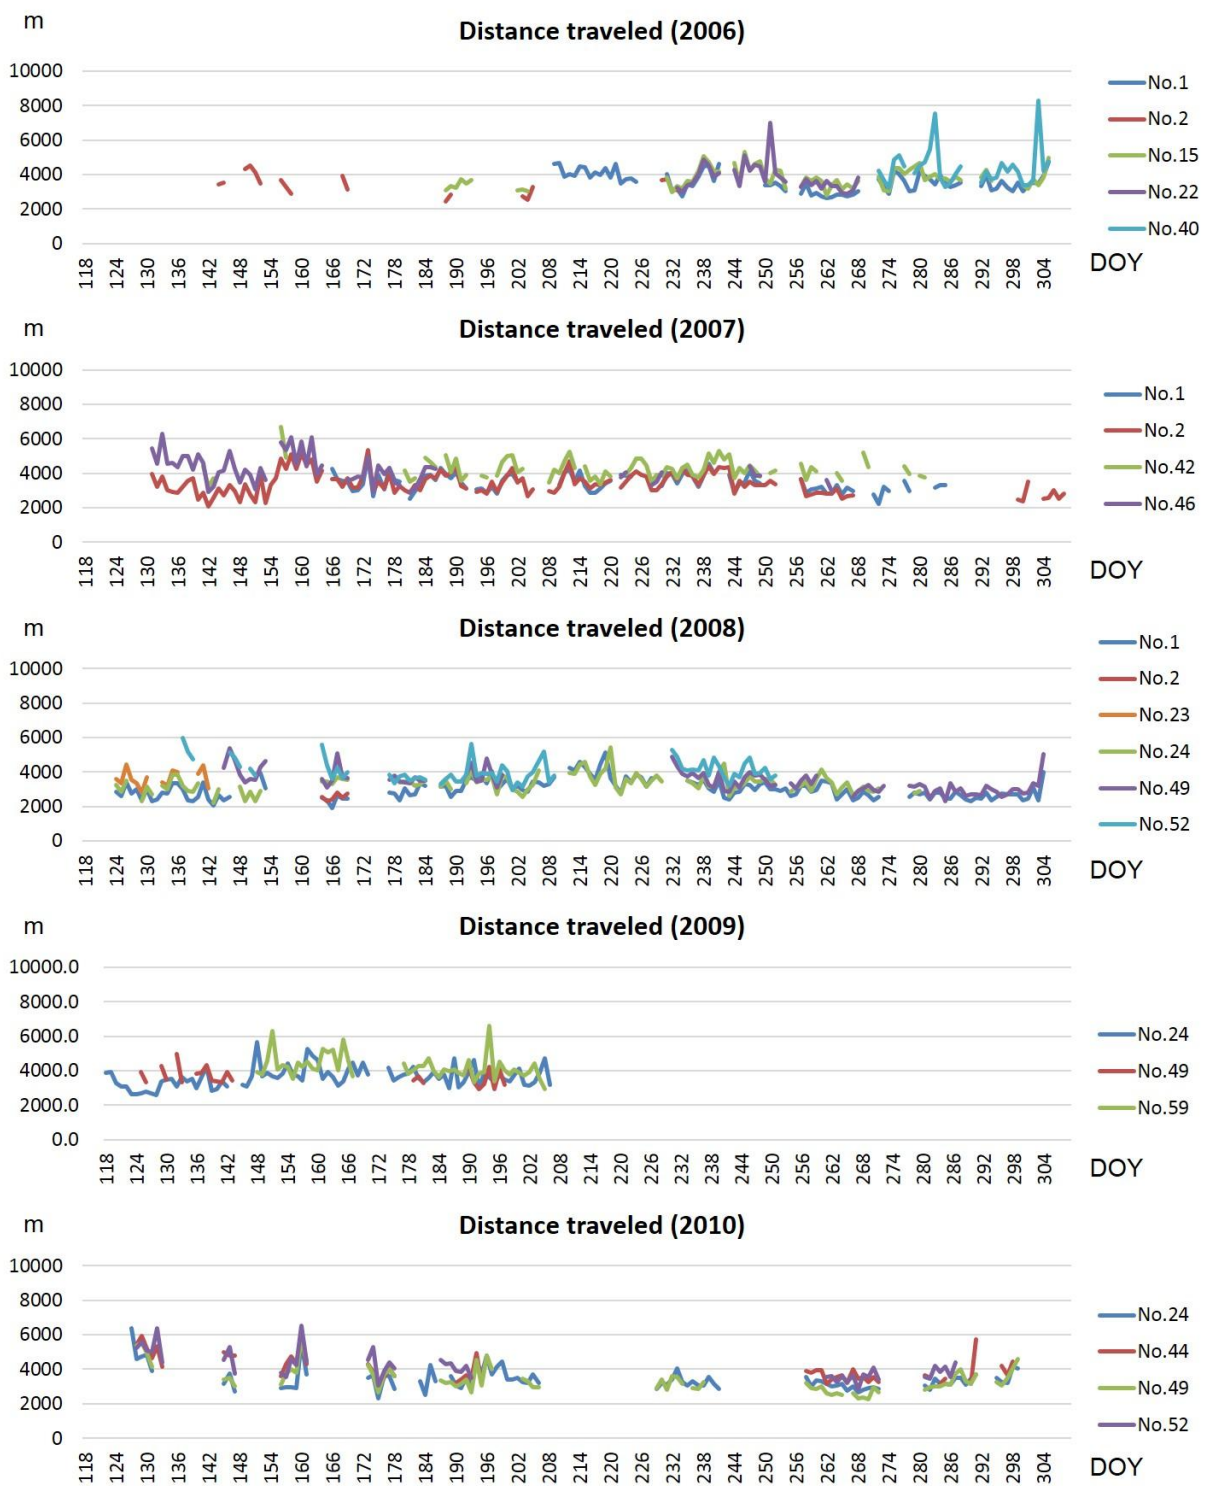 m
Distance traveled (2006)
10000
8000
6000
4000
2000
0
118 124 130 136 142 148 154 160 166 172 178 184 190 196 202 208 214 220 226 232 238 244 250 256 262 268 274 280 286 292 298 304
DOY
No.1
No.2
No.15
No.22
No.40
m
Distance traveled (2007)
10000
8000
6000
4000
2000
0
118 124 130 136 142 148 154 160 166 172 178 184 190 196 202 208 214 220 226 232 238 244 250 256 262 268 274 280 286 292 298 304
DOY
No.1
No.2
No.42
No.46
m
Distance traveled (2008)
10000
8000
6000
4000
2000
0
118 124 130 136 142 148 154 160 166 172 178 184 190 196 202 208 214 220 226 232 238 244 250 256 262 268 274 280 286 292 298 304
DOY
No.1
No.2
No.23
No.24
No.49
No.52
m
Distance traveled (2009)
10000.0
8000.0
6000.0
4000.0
2000.0
0.0
118 124 130 136 142 148 154 160 166 172 178 184 190 196 202 208 214 220 226 232 238 244 250 256 262 268 274 280 286 292 298 304
DOY
No.24
No.49
No.59
m
Distance traveled (2010)
10000
8000
6000
4000
2000
0
118 124 130 136 142 148 154 160 166 172 178 184 190 196 202 208 214 220 226 232 238 244 250 256 262 268 274 280 286 292 298 304
DOY
No.24
No.44
No.49
No.52